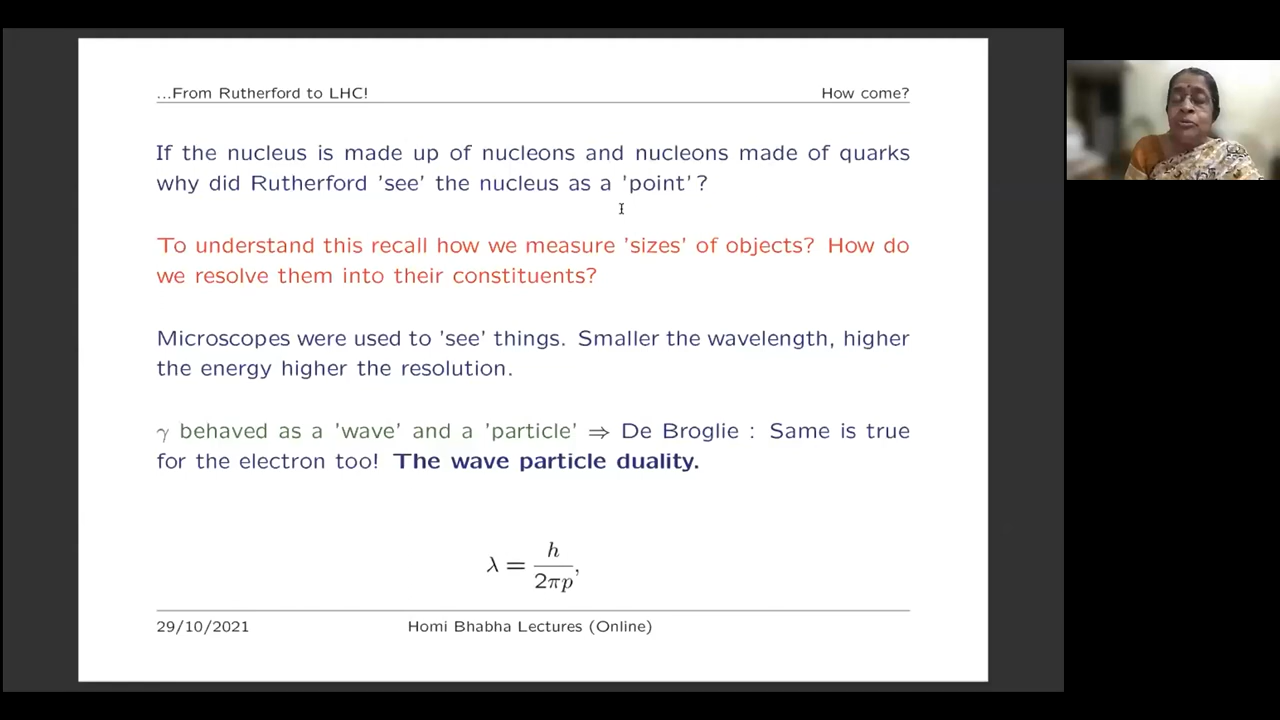 ...From Rutherford to LHC! How come?
If the nucleus is made up of nucleons and nucleons made of quarks
why did Rutherford 'see' the nucleus as a 'point'?
To understand this recall how we measure 'sizes' of objects? How do
we resolve them into their constituents?
Microscopes were used to 'see' things. Smaller the wavelength, higher
the energy higher the resolution.
γ behaved as a 'wave' and a 'particle' ⇒ De Broglie : Same is true
for the electron too! The wave particle duality.
λ = h/2πp,
29/10/2021 Homi Bhabha Lectures (Online)